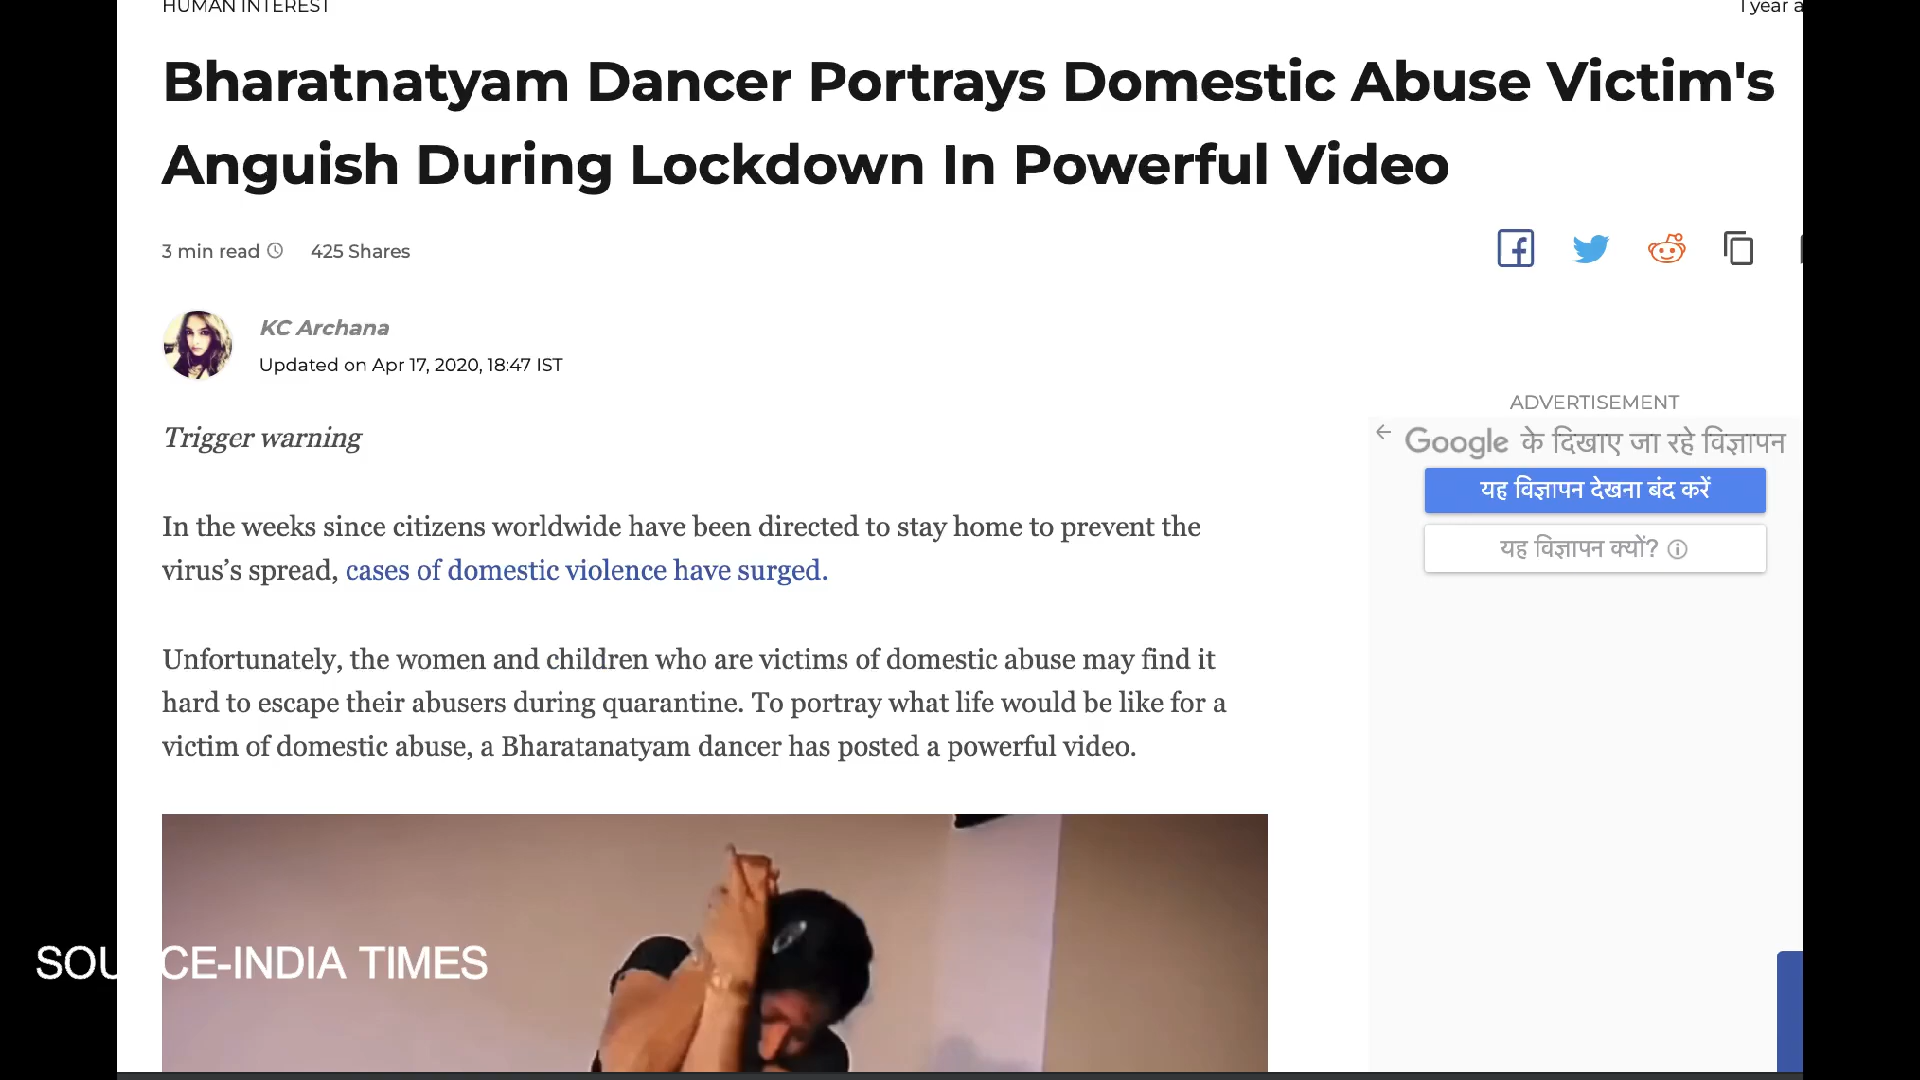 HUMAN INTEREST
1 year a
Bharatnatyam Dancer Portrays Domestic Abuse Victim's
Anguish During Lockdown In Powerful Video
3 min read
425 Shares
KC Archana
Updated on Apr 17, 2020, 18:47 IST
Trigger warning
In the weeks since citizens worldwide have been directed to stay home to prevent the
virus’s spread, cases of domestic violence have surged.
Unfortunately, the women and children who are victims of domestic abuse may find it
hard to escape their abusers during quarantine. To portray what life would be like for a
victim of domestic abuse, a Bharatanatyam dancer has posted a powerful video.
ADVERTISEMENT
Google के दिखाए जा रहे विज्ञापन
यह विज्ञापन देखना बंद करें
यह विज्ञापन क्यों?
SOURCE-INDIA TIMES